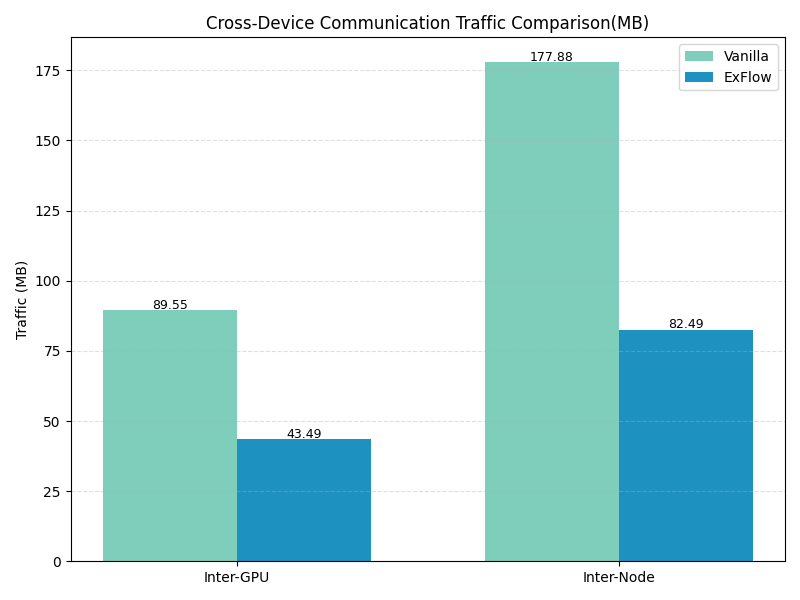 Cross-Device Communication Traffic Comparison(MB)
Vanilla
ExFlow
Traffic (MB)
175
150
125
100
75
50
25
0
89.55
43.49
177.88
82.49
Inter-GPU
Inter-Node